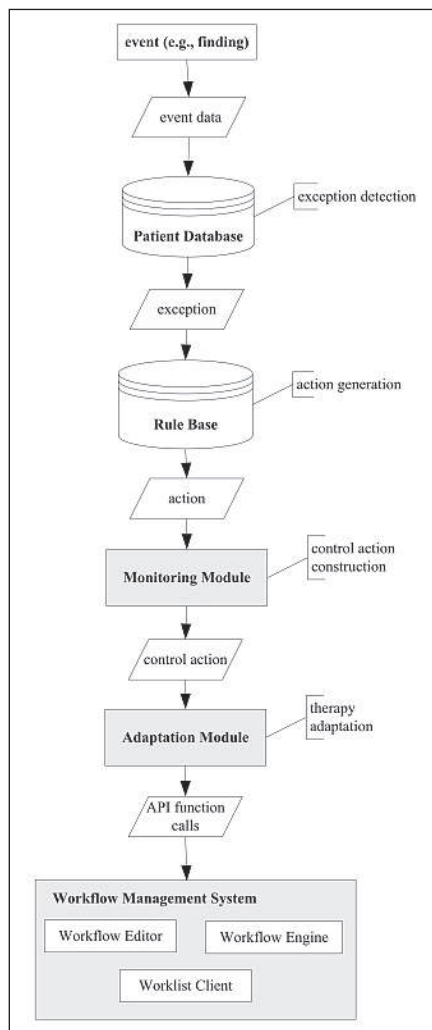 event (e.g., finding)
event data
exception detection
Patient Database
exception
action generation
Rule Base
action
control action
construction
Monitoring Module
control action
therapy
adaptation
Adaptation Module
API function
calls
Workflow Management System
Workflow Editor
Workflow Engine
Worklist Client